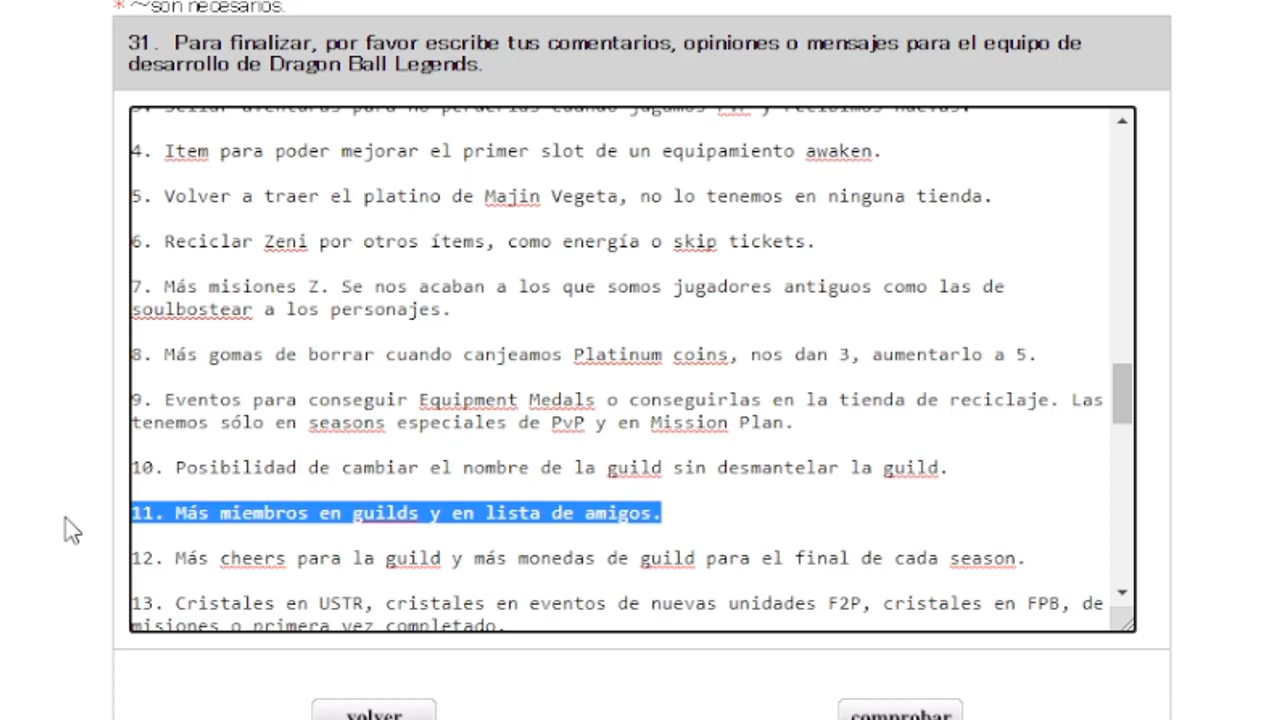 * ~son necesarios.
31. Para finalizar, por favor escribe tus comentarios, opiniones o mensajes para el equipo de
desarrollo de Dragon Ball Legends.
4. Item para poder mejorar el primer slot de un equipamiento awaken.
5. Volver a traer el platino de Majin Vegeta, no lo tenemos en ninguna tienda.
6. Reciclar Zeni por otros ítems, como energía o skip tickets.
7. Más misiones Z. Se nos acaban a los que somos jugadores antiguos como las de
soulbostear a los personajes.
8. Más gomas de borrar cuando canjeamos Platinum coins, nos dan 3, aumentarlo a 5.
9. Eventos para conseguir Equipment Medals o conseguirlas en la tienda de reciclaje. Las
tenemos sólo en seasons especiales de PvP y en Mission Plan.
10. Posibilidad de cambiar el nombre de la guild sin desmantelar la guild.
11. Más miembros en guilds y en lista de amigos.
12. Más cheers para la guild y más monedas de guild para el final de cada season.
13. Cristales en USTR, cristales en eventos de nuevas unidades F2P, cristales en FPB, de
misiones o primera vez completado.
volver
comprobar